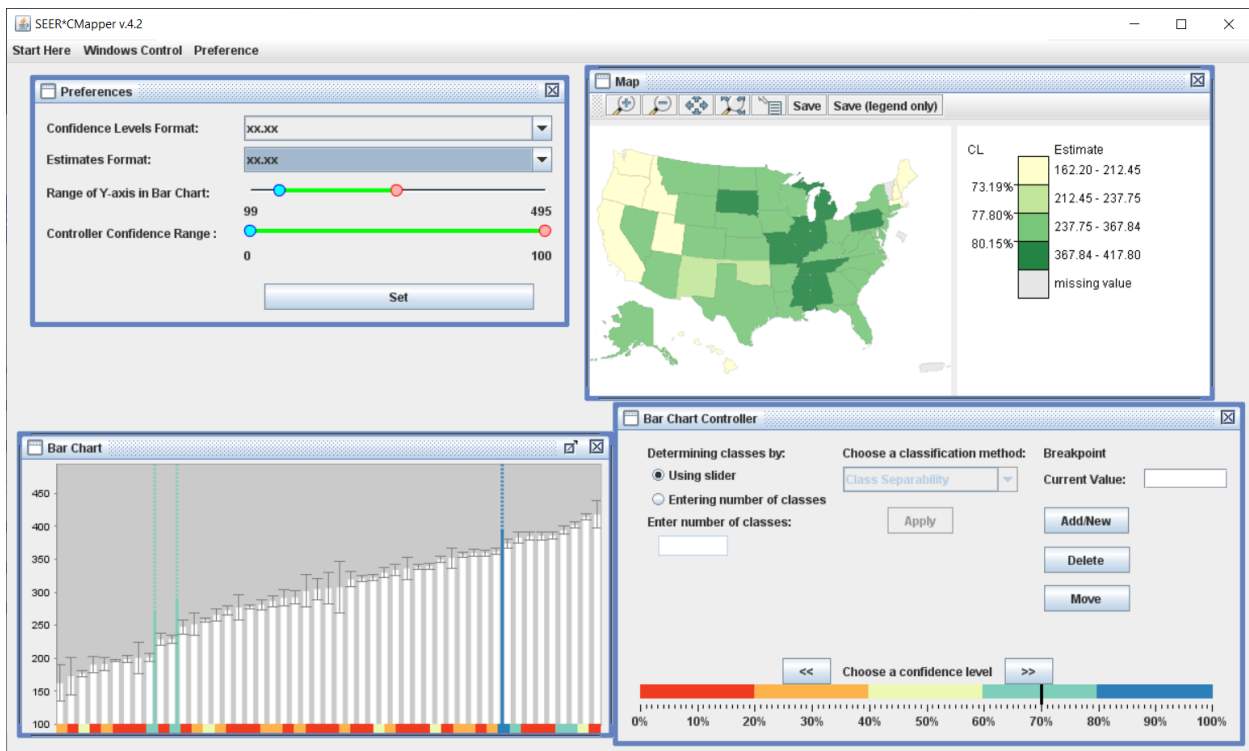 SEER*CMapper v.4.2
Start Here Windows Control Preference
Preferences
Confidence Levels Format: xx.xx
Estimates Format: xx.xx
Range of Y-axis in Bar Chart:
99 495
Controller Confidence Range :
0 100
Set
Map
Save Save (legend only)
CL Estimate
162.20 - 212.45
73.19%
212.45 - 237.75
77.80%
237.75 - 367.84
80.15%
367.84 - 417.80
missing value
Bar Chart
450
400
350
300
250
200
150
100
Bar Chart Controller
Determining classes by: Choose a classification method: Breakpoint
Using slider Class Separability Current Value:
Entering number of classes
Enter number of classes: Apply Add/New
Delete
Move
<< Choose a confidence level >>
0% 10% 20% 30% 40% 50% 60% 70% 80% 90% 100%